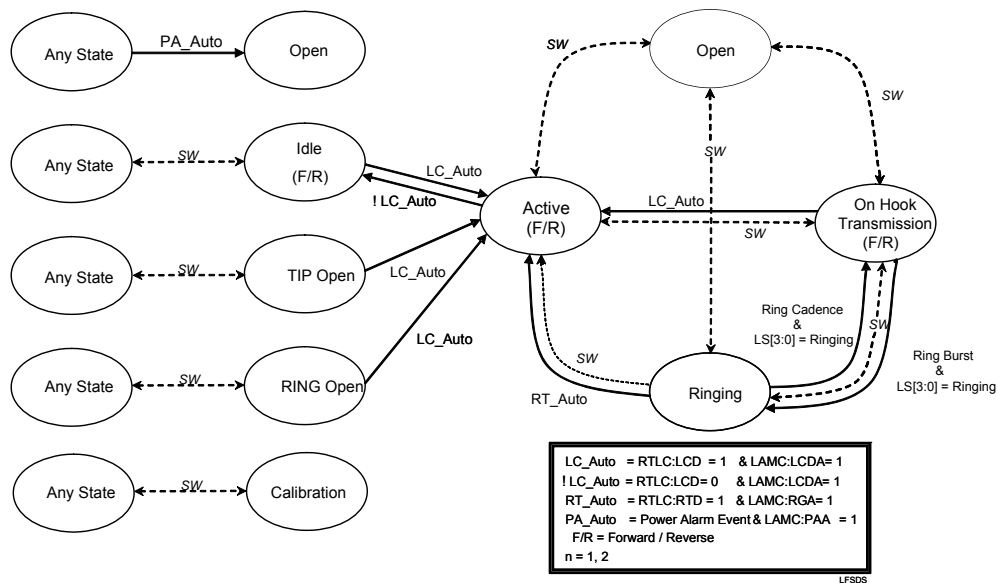 Any State
PA_Auto
Open
Any State
SW
Idle
(F/R)
LC_Auto
! LC_Auto
Any State
SW
TIP Open
LC_Auto
Any State
SW
RING Open
LC_Auto
Any State
SW
Calibration
Open
SW
SW
SW
Active
(F/R)
LC_Auto
SW
On Hook
Transmission
(F/R)
SW
RT_Auto
Ringing
Ring Cadence
&
LS[3:0] = Ringing
SW
Ring Burst
&
LS[3:0] = Ringing
LC_Auto = RTLC:LCD = 1 & LAMC:LCDA= 1
! LC_Auto = RTLC:LCD= 0 & LAMC:LCDA= 1
RT_Auto = RTLC:RTD = 1 & LAMC:RGA= 1
PA_Auto = Power Alarm Event & LAMC:PAA = 1
F/R = Forward / Reverse
n = 1, 2
LFSDS